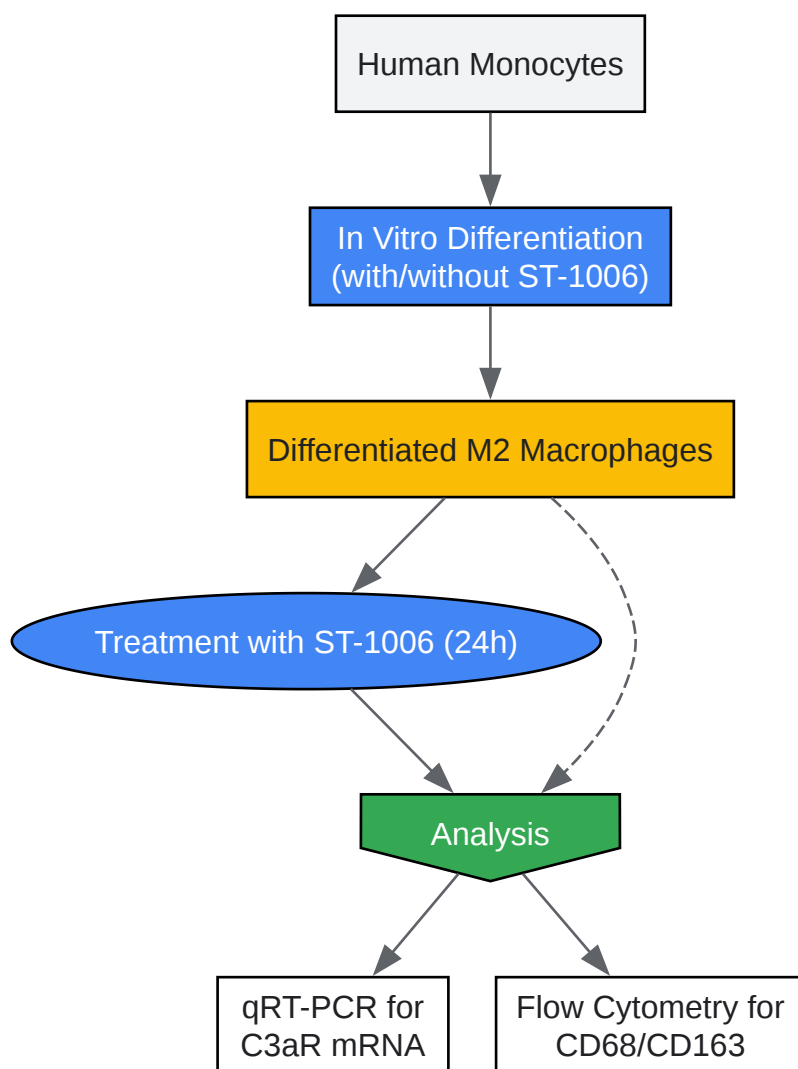 Human Monocytes
In Vitro Differentiation
(with/without ST-1006)
Differentiated M2 Macrophages
Treatment with ST-1006 (24h)
Analysis
qRT-PCR for
C3aR mRNA
Flow Cytometry for
CD68/CD163